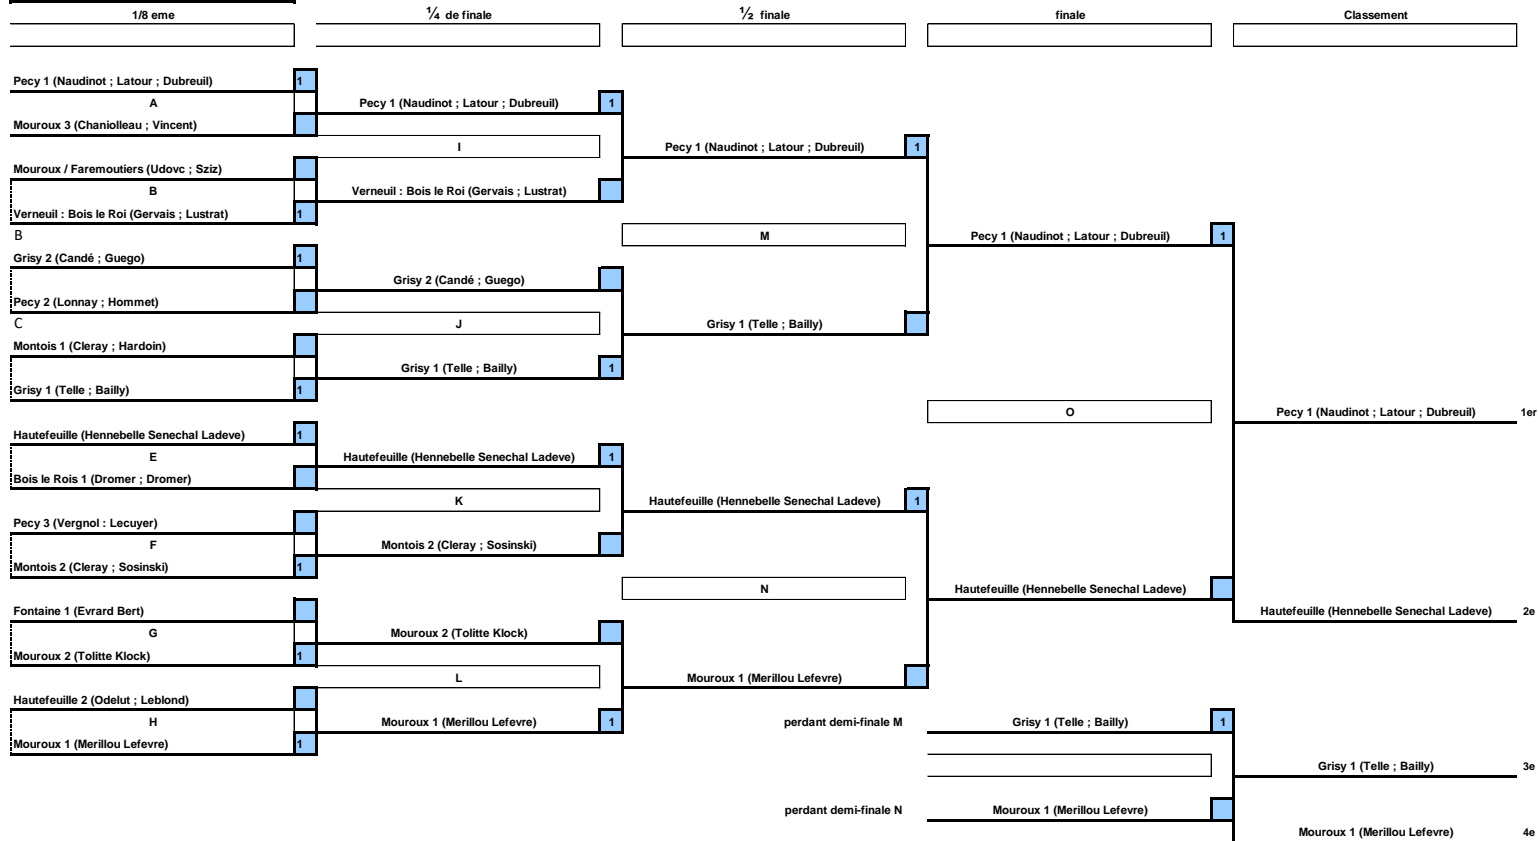 1/8 eme
¼ de finale
½ finale
finale
Classement
Pecy 1 (Naudinot ; Latour ; Dubreuil) 1
A
Mouroux 3 (Chaniolleau ; Vincent)
Mouroux / Faremoutiers (Udovc ; Sziz)
B
Verneuil : Bois le Roi (Gervais ; Lustrat) 1
B
Grisy 2 (Candé ; Guego) 1
Pecy 2 (Lonnay ; Hommet)
C
Montois 1 (Cleray ; Hardoin)
Grisy 1 (Telle ; Bailly) 1
Hautefeuille (Hennebelle Senechal Ladeve) 1
E
Bois le Rois 1 (Dromer ; Dromer)
Pecy 3 (Vergnol : Lecuyer)
F
Montois 2 (Cleray ; Sosinski) 1
Fontaine 1 (Evrard Bert)
G
Mouroux 2 (Tolitte Klock) 1
Hautefeuille 2 (Odelut ; Leblond)
H
Mouroux 1 (Merillou Lefevre) 1
Pecy 1 (Naudinot ; Latour ; Dubreuil) 1
I
Verneuil : Bois le Roi (Gervais ; Lustrat)
Grisy 2 (Candé ; Guego)
J
Grisy 1 (Telle ; Bailly) 1
Hautefeuille (Hennebelle Senechal Ladeve) 1
K
Montois 2 (Cleray ; Sosinski)
Mouroux 2 (Tolitte Klock)
L
Mouroux 1 (Merillou Lefevre) 1
Pecy 1 (Naudinot ; Latour ; Dubreuil) 1
M
Grisy 1 (Telle ; Bailly)
Hautefeuille (Hennebelle Senechal Ladeve) 1
N
Mouroux 1 (Merillou Lefevre)
Pecy 1 (Naudinot ; Latour ; Dubreuil) 1
O
Hautefeuille (Hennebelle Senechal Ladeve)
perdant demi-finale M
Grisy 1 (Telle ; Bailly) 1
perdant demi-finale N
Mouroux 1 (Merillou Lefevre)
Pecy 1 (Naudinot ; Latour ; Dubreuil) 1er
Hautefeuille (Hennebelle Senechal Ladeve) 2e
Grisy 1 (Telle ; Bailly) 3e
Mouroux 1 (Merillou Lefevre) 4e